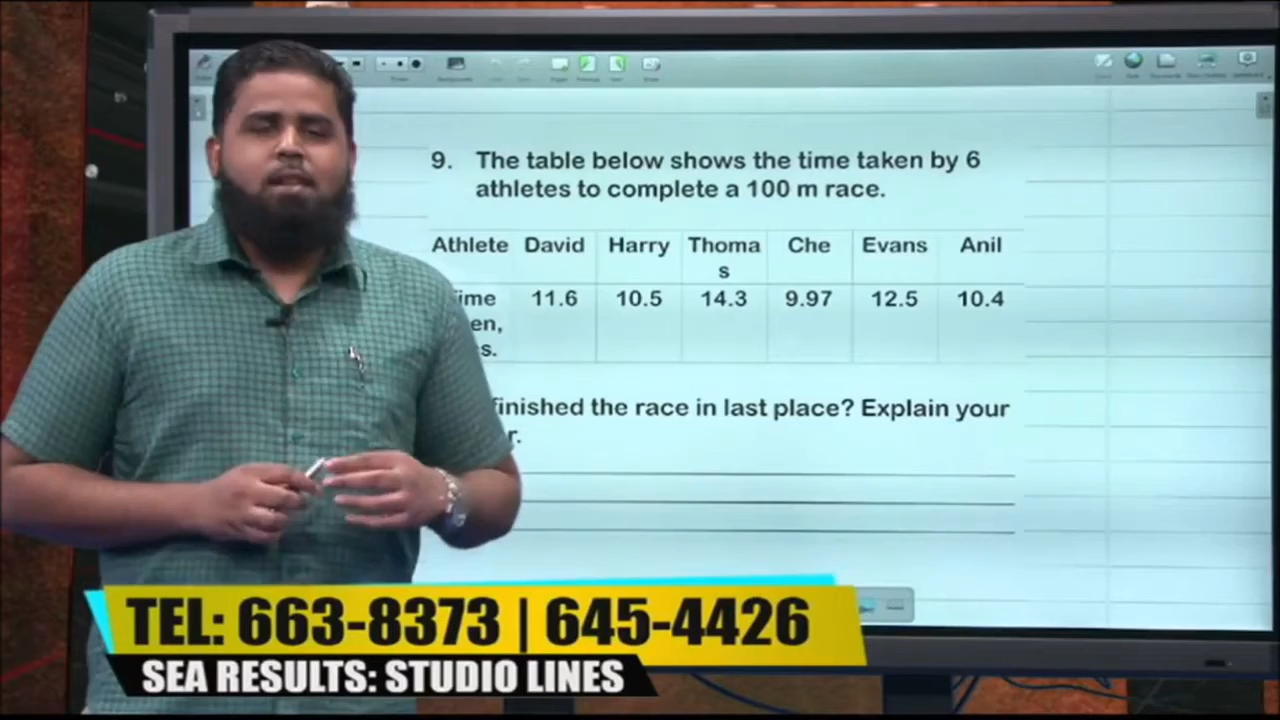 9. The table below shows the time taken by 6
athletes to complete a 100 m race.
Athlete David Harry Thoma Che Evans Anil
s
11.6 10.5 14.3 9.97 12.5 10.4
finished the race in last place? Explain your
TEL: 663-8373 | 645-4426
SEA RESULTS: STUDIO LINES